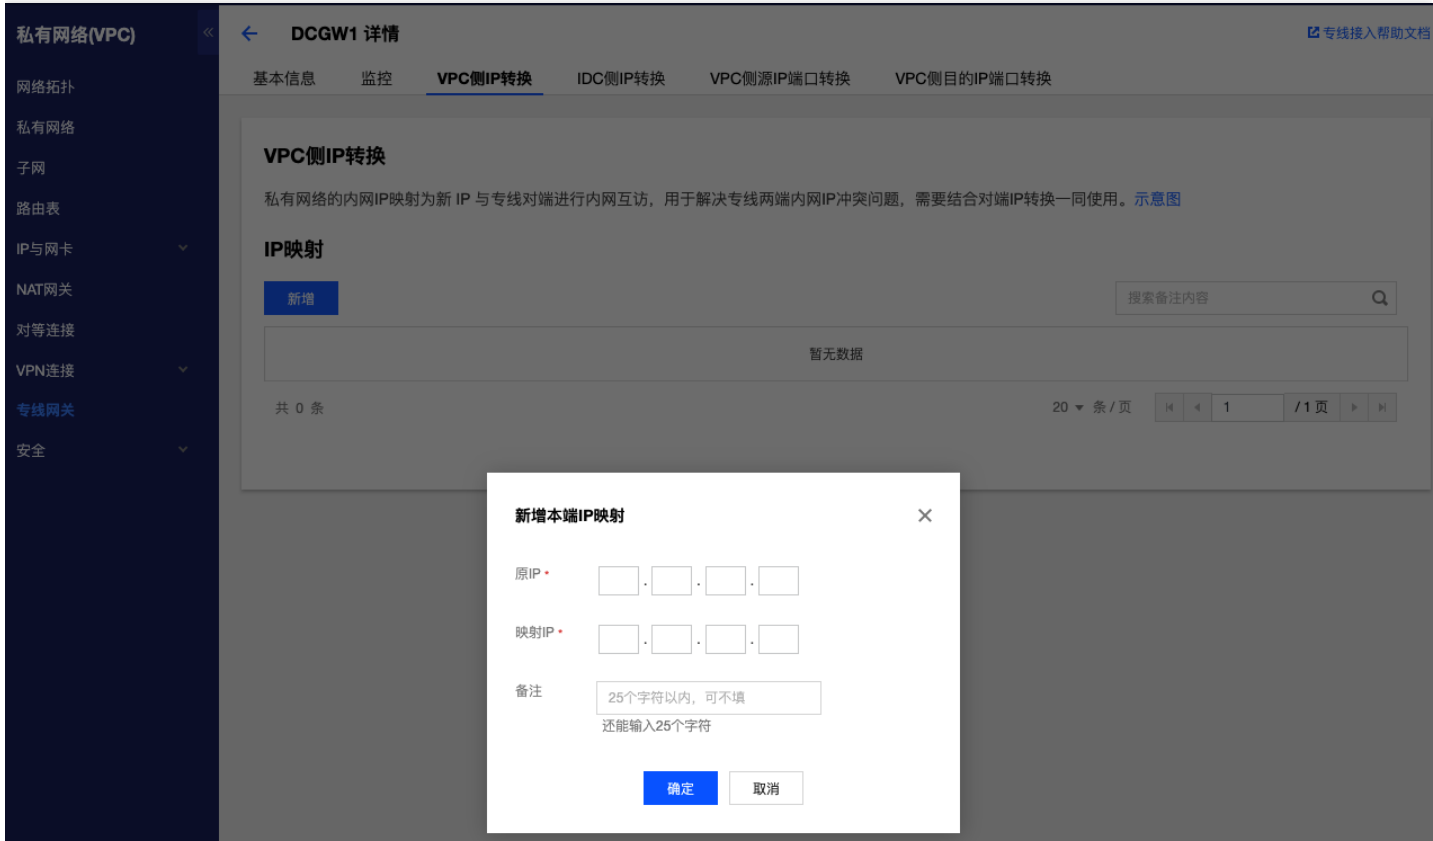 私有网络(VPC)
«
DCGW1 详情
专线接入帮助文档
网络拓扑
私有网络
子网
路由表
IP与网卡
NAT网关
对等连接
VPN连接
专线网关
安全
基本信息 监控 VPC侧IP转换 IDC侧IP转换 VPC侧源IP端口转换 VPC侧目的IP端口转换
VPC侧IP转换
私有网络的内网IP映射为新 IP 与专线对端进行内网互访，用于解决专线两端内网IP冲突问题，需要结合对端IP转换一同使用。示意图
IP映射
新增 搜索备注内容
暂无数据
共 0 条 20 条 / 页 1 / 1 页
新增本端IP映射
原IP • . . .
映射IP • . . .
备注 25个字符以内，可不填
还能输入25个字符
确定 取消